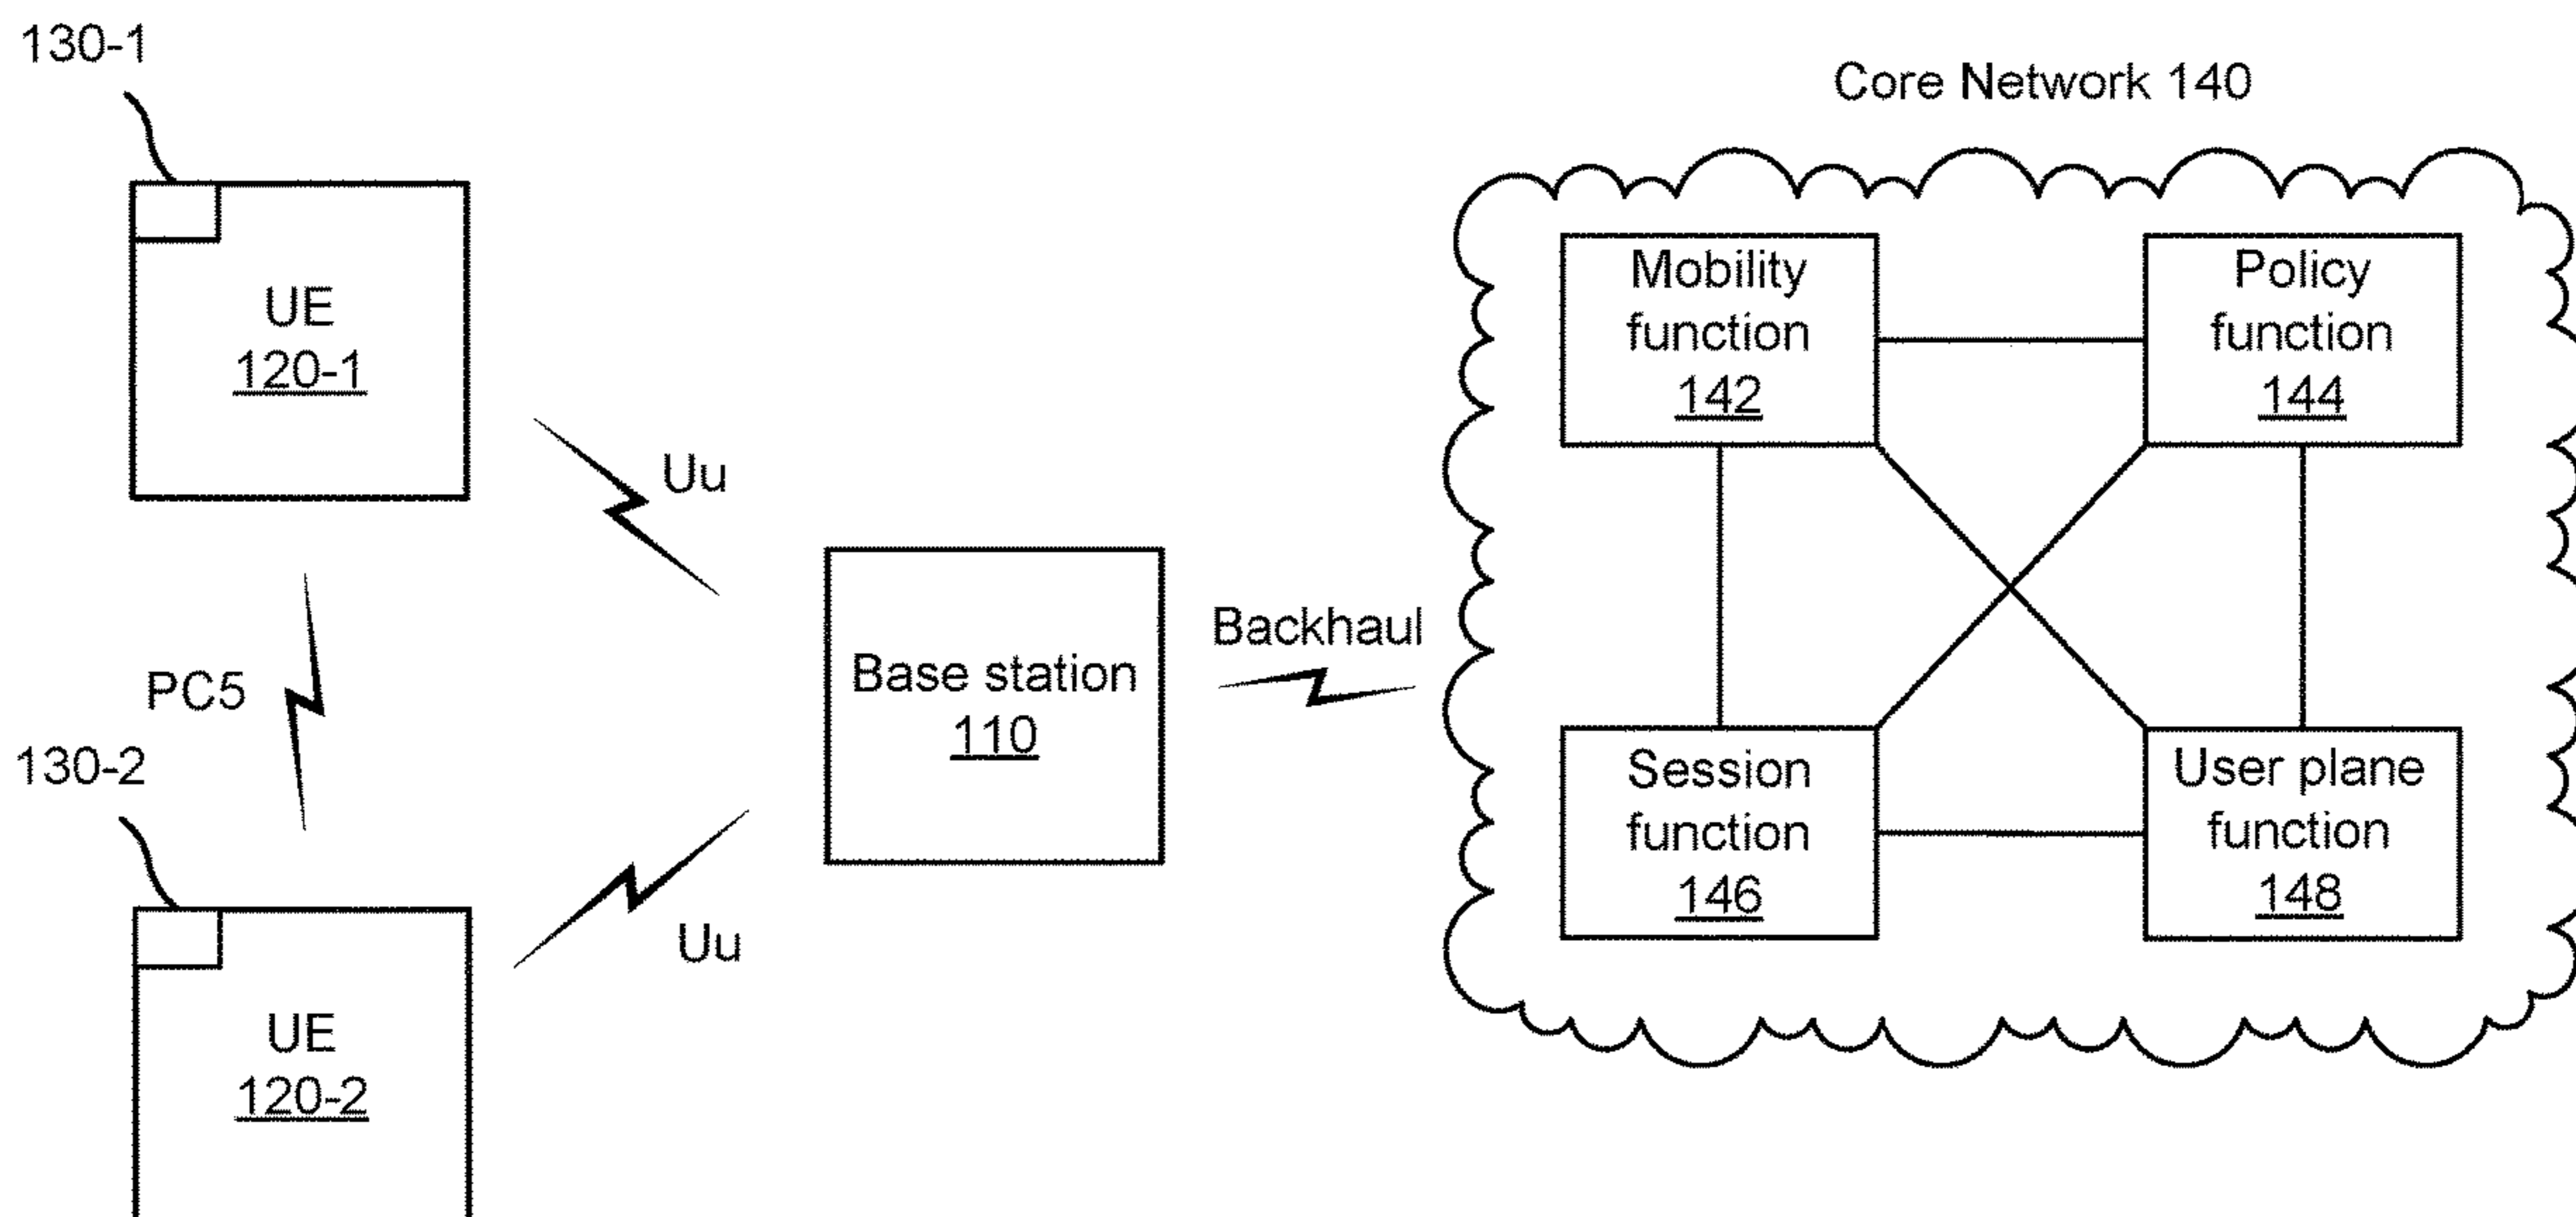 130-1
Core Network 140
UE
120-1
Uu
Mobility
function
142
Policy
function
144
PC5
130-2
Base station
110
Backhaul
Uu
UE
120-2
Session
function
146
User plane
function
148